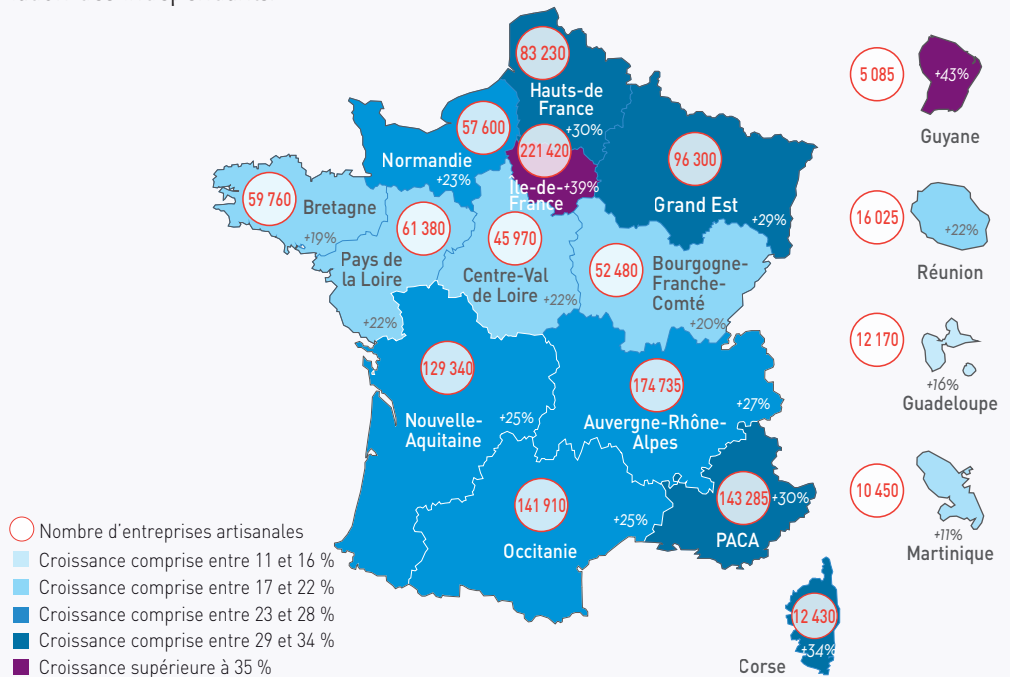 83 230
Hauts-de
France
+30%
57 600
Normandie
+23%
221 420
Île-de-
France
+39%
96 300
Grand Est
+29%
59 760
Bretagne
+19%
61 380
Pays de
la Loire
+22%
45 970
Centre-Val
de Loire
+22%
52 480
Bourgogne-
Franche-
Comté
+20%
129 340
Nouvelle-
Aquitaine
+25%
174 735
Auvergne-Rhône-
Alpes
+27%
141 910
Occitanie
+25%
143 285
+30%
PACA
12 430
+34%
Corse
5 085
+43%
Guyane
16 025
+22%
Réunion
12 170
+16%
Guadeloupe
10 450
+11%
Martinique
Nombre d'entreprises artisanales
Croissance comprise entre 11 et 16 %
Croissance comprise entre 17 et 22 %
Croissance comprise entre 23 et 28 %
Croissance comprise entre 29 et 34 %
Croissance supérieure à 35 %